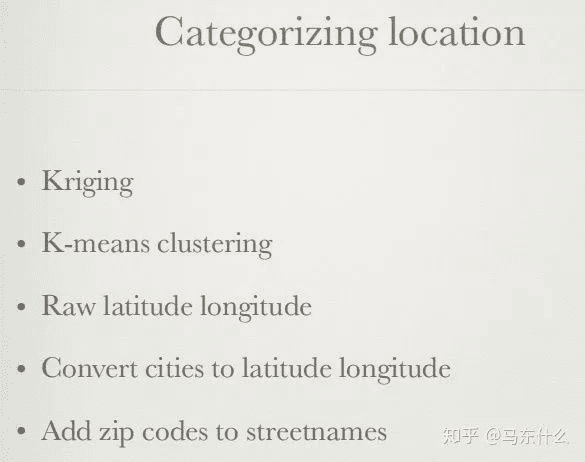 Categorizing location
• Kriging
• K-means clustering
• Raw latitude longitude
• Convert cities to latitude longitude
• Add zip codes to streetnames
知乎 @马东什么